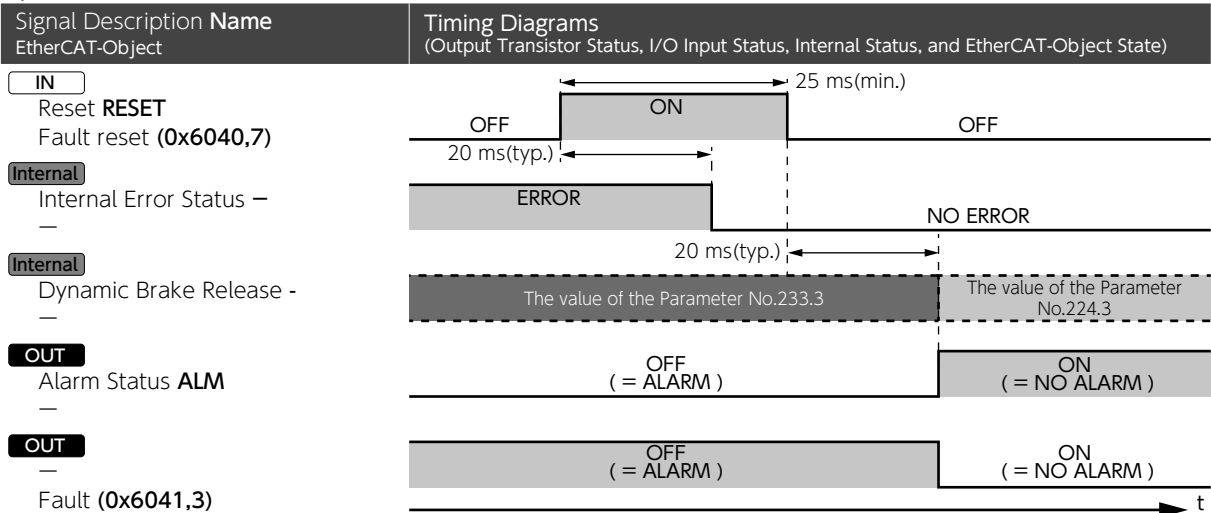 Signal Description Name
EtherCAT-Object
Timing Diagrams
(Output Transistor Status, I/O Input Status, Internal Status, and EtherCAT-Object State)
IN
Reset RESET
Fault reset (0x6040,7)
25 ms(min.)
OFF
ON
OFF
20 ms(typ.)
Internal
Internal Error Status —
—
ERROR
NO ERROR
20 ms(typ.)
Internal
Dynamic Brake Release -
—
The value of the Parameter No.233.3
The value of the Parameter
No.224.3
OUT
Alarm Status ALM
—
OFF
( = ALARM )
ON
( = NO ALARM )
OUT
—
Fault (0x6041,3)
OFF
( = ALARM )
ON
( = NO ALARM )
t